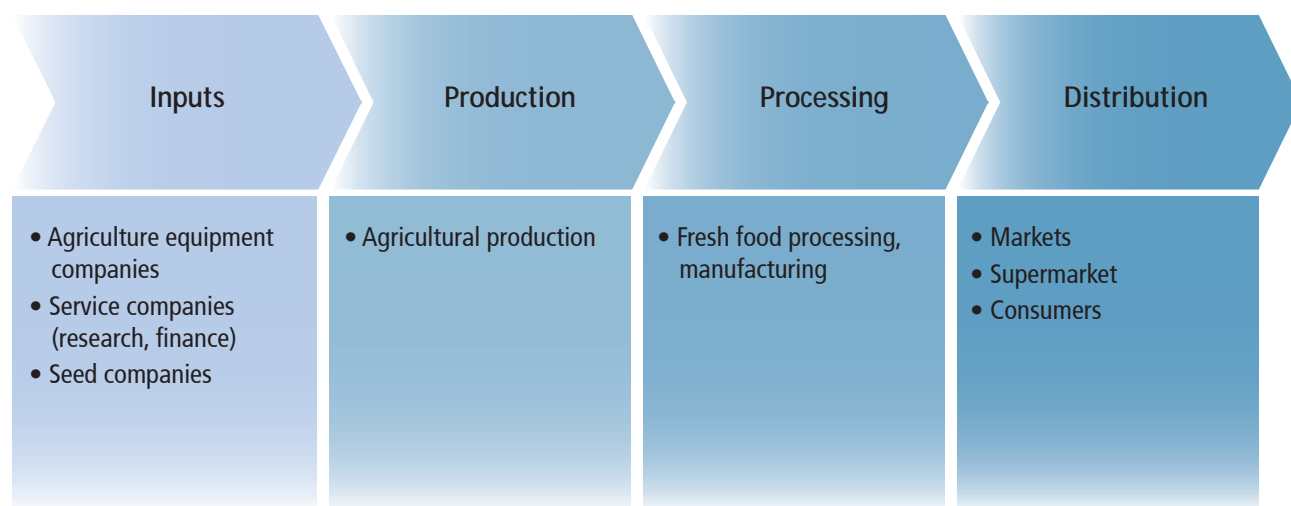 Inputs
Production
Processing
Distribution
• Agriculture equipment
companies
• Service companies
(research, finance)
• Seed companies
• Agricultural production
• Fresh food processing,
manufacturing
• Markets
• Supermarket
• Consumers